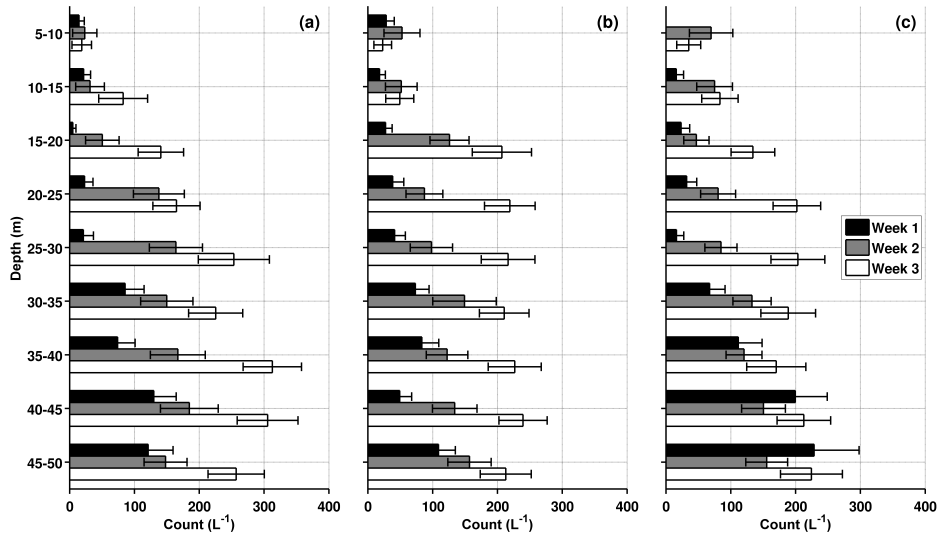 (a) (b) (c)
5-10
10-15
15-20
20-25
25-30
30-35
35-40
40-45
45-50
Depth (m)
Week 1
Week 2
Week 3
0 100 200 300 400 0 100 200 300 400 0 100 200 300 400
Count (L⁻¹) Count (L⁻¹) Count (L⁻¹)